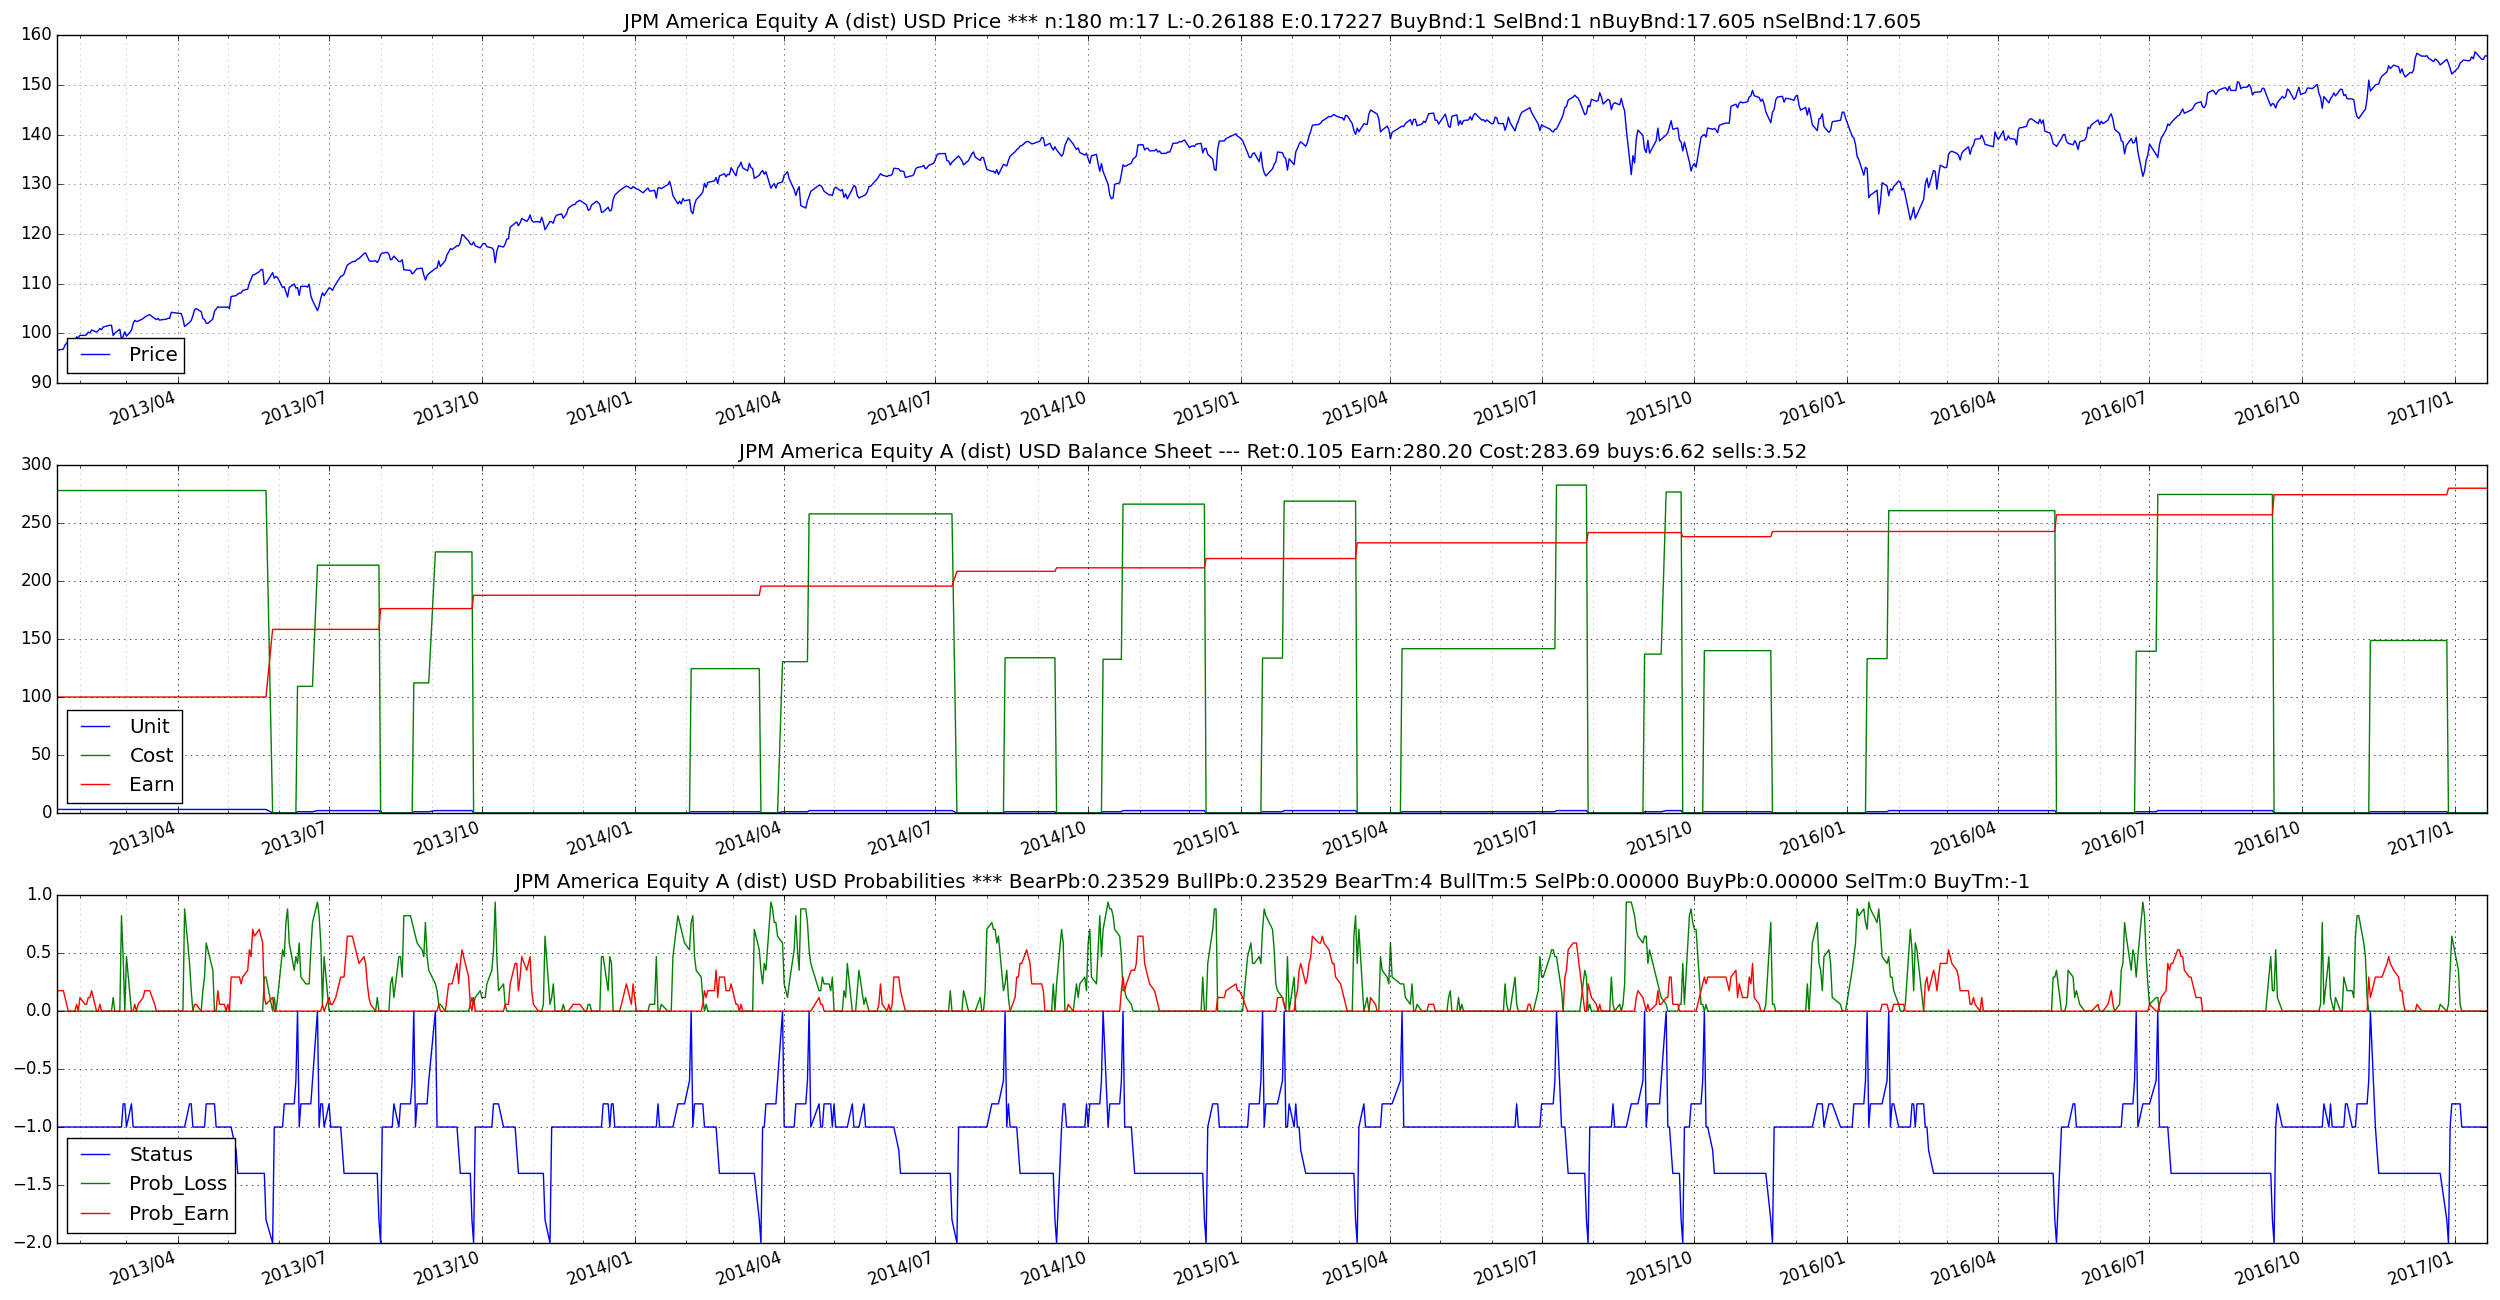 JPM America Equity A (dist) USD Price *** n:180 m:17 L:-0.26188 E:0.17227 BuyBnd:1 SelBnd:1 nBuyBnd:17.605 nSelBnd:17.605
160
150
140
130
120
110
100
90
Price
2013/04 2013/07 2013/10 2014/01 2014/04 2014/07 2014/10 2015/01 2015/04 2015/07 2015/10 2016/01 2016/04 2016/07 2016/10 2017/01
JPM America Equity A (dist) USD Balance Sheet --- Ret:0.105 Earn:280.20 Cost:283.69 buys:6.62 sells:3.52
300
250
200
150
100
50
0
Unit
Cost
Earn
2013/04 2013/07 2013/10 2014/01 2014/04 2014/07 2014/10 2015/01 2015/04 2015/07 2015/10 2016/01 2016/04 2016/07 2016/10 2017/01
JPM America Equity A (dist) USD Probabilities *** BearPb:0.23529 BullPb:0.23529 BearTm:4 BullTm:5 SelPb:0.00000 BuyPb:0.00000 SelTm:0 BuyTm:-1
1.0
0.5
0.0
−0.5
−1.0
−1.5
−2.0
Status
Prob_Loss
Prob_Earn
2013/04 2013/07 2013/10 2014/01 2014/04 2014/07 2014/10 2015/01 2015/04 2015/07 2015/10 2016/01 2016/04 2016/07 2016/10 2017/01